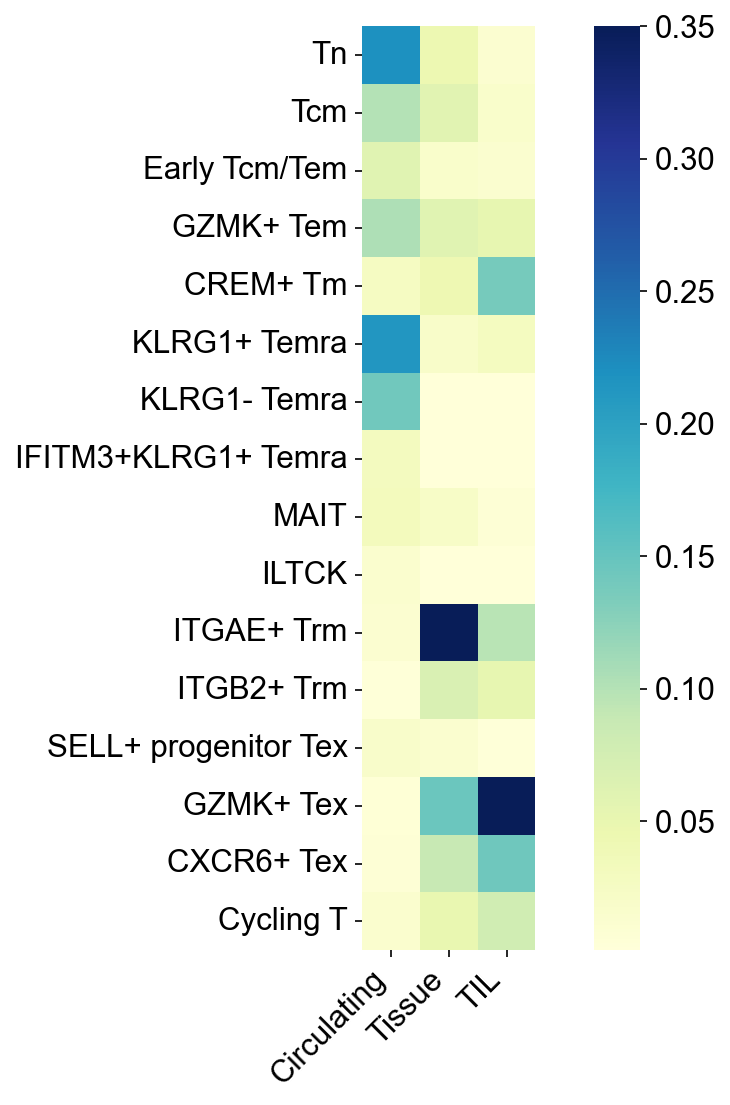 Tn
Tcm
Early Tcm/Tem
GZMK+ Tem
CREM+ Tm
KLRG1+ Temra
KLRG1- Temra
IFITM3+KLRG1+ Temra
MAIT
ILTCK
ITGAE+ Trm
ITGB2+ Trm
SELL+ progenitor Tex
GZMK+ Tex
CXCR6+ Tex
Cycling T
Circulating
Tissue
TIL
0.35
0.30
0.25
0.20
0.15
0.10
0.05